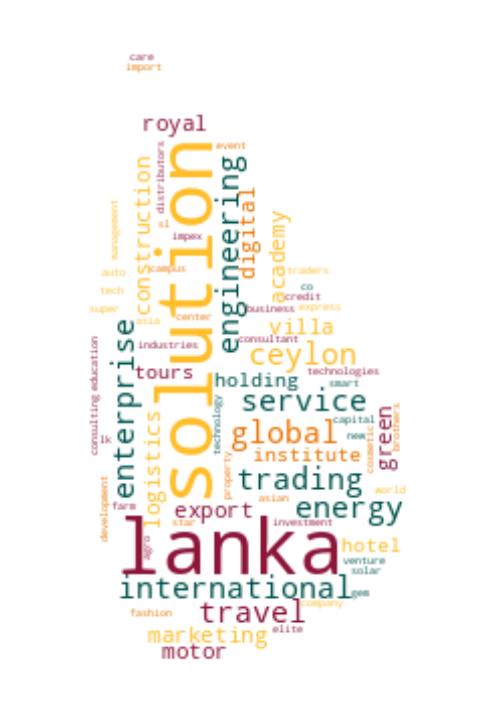 care
import
royal
event
solution
engineering
construction
distributors
digital
academy
management
sl
impex
auto
campus
traders
tech
co
credit
super
business
express
asia
center
villa
industries
consultant
ceylon
enterprise
tours
technologies
holding
smart
consulting
education
service
logistics
technology
capital
global
green
brothers
lk
new
institute
cosmetic
property
trading
development
world
asian
farm
export
energy
star
investment
lanka
agro
hotel
venture
solar
international
gem
company
travel
fashion
elite
marketing
motor